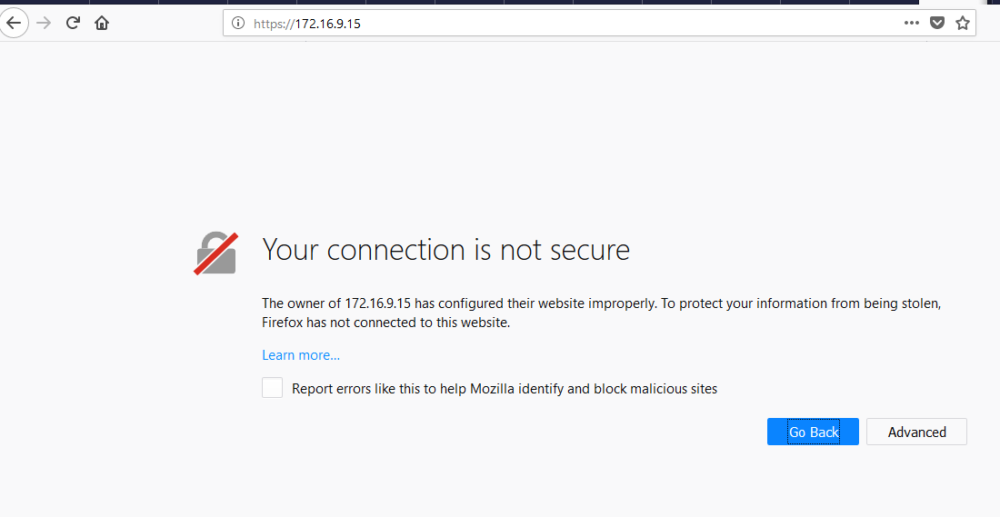 https://172.16.9.15
Your connection is not secure
The owner of 172.16.9.15 has configured their website improperly. To protect your information from being stolen,
Firefox has not connected to this website.
Learn more...
Report errors like this to help Mozilla identify and block malicious sites
Go Back Advanced